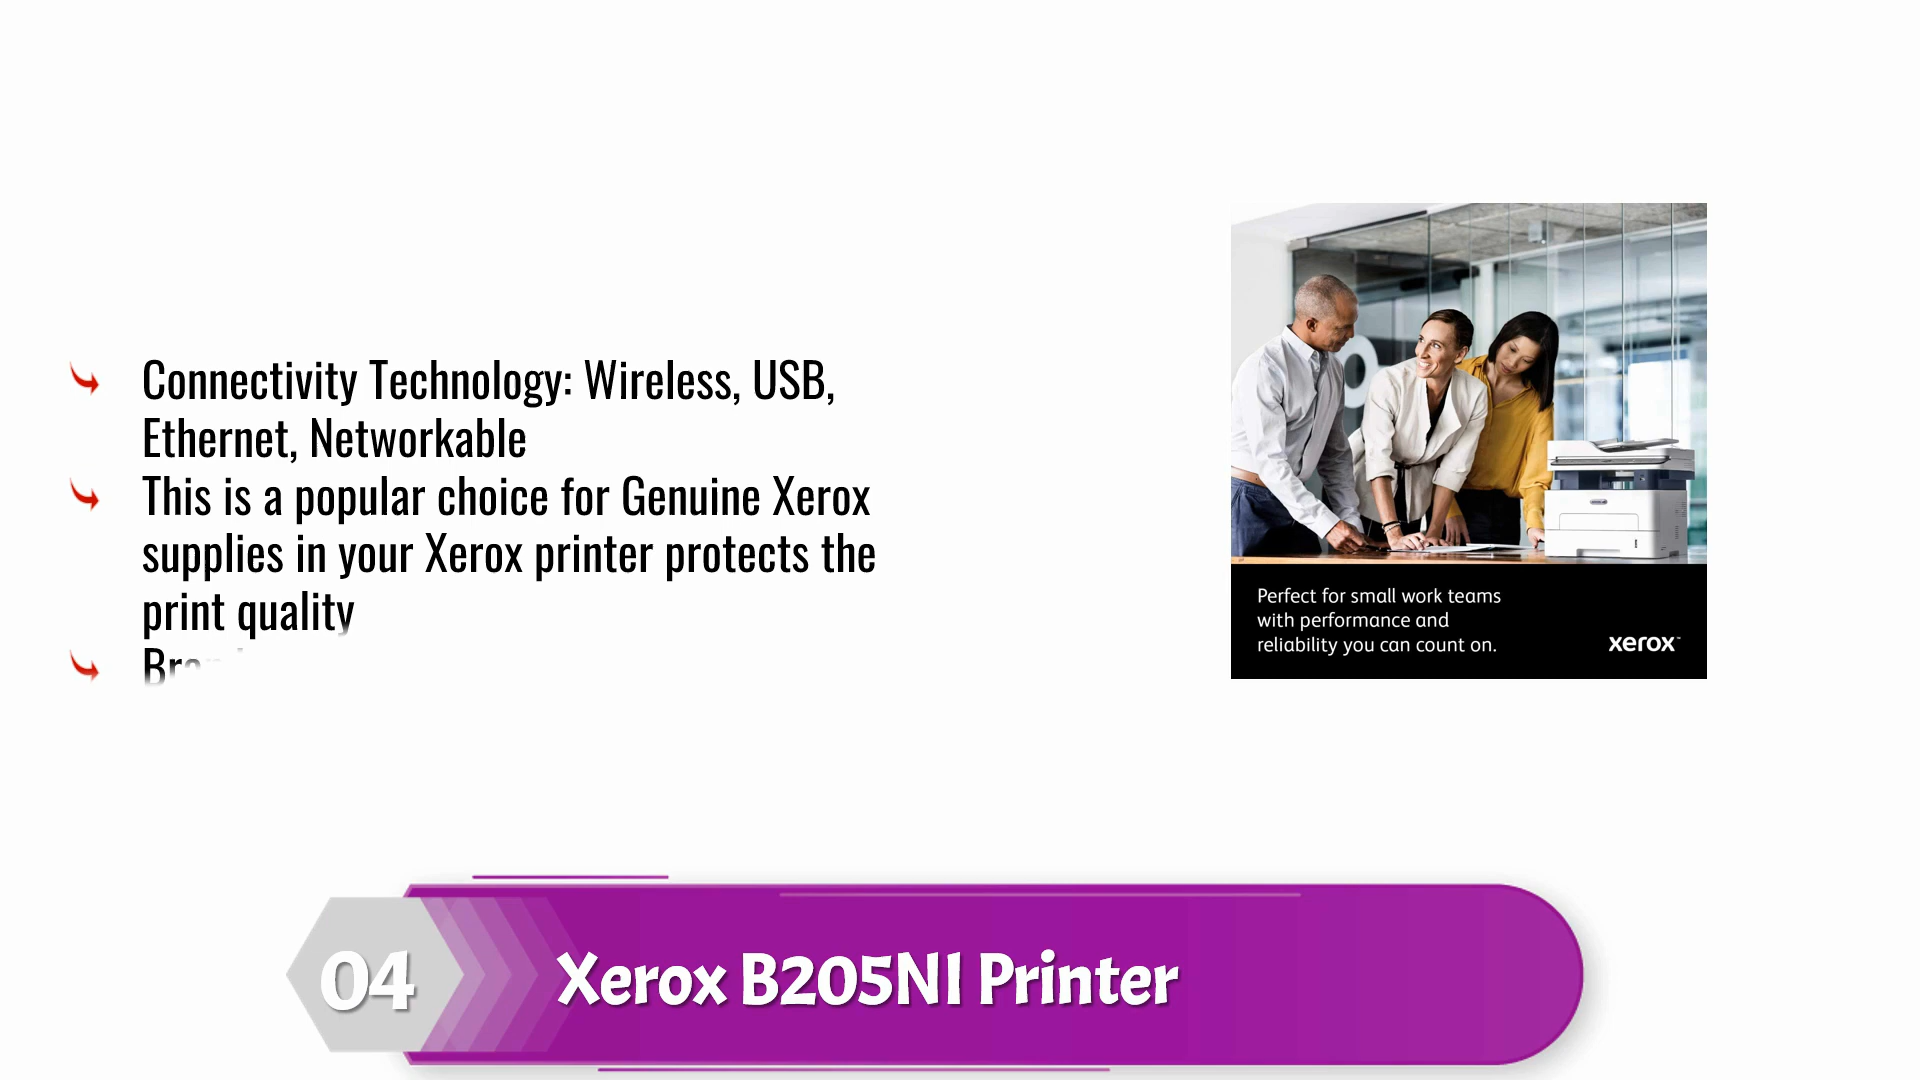 Connectivity Technology: Wireless, USB,
Ethernet, Networkable
This is a popular choice for Genuine Xerox
supplies in your Xerox printer protects the
print quality
Perfect for small work teams
with performance and
reliability you can count on.
xerox™
04
Xerox B205NI Printer